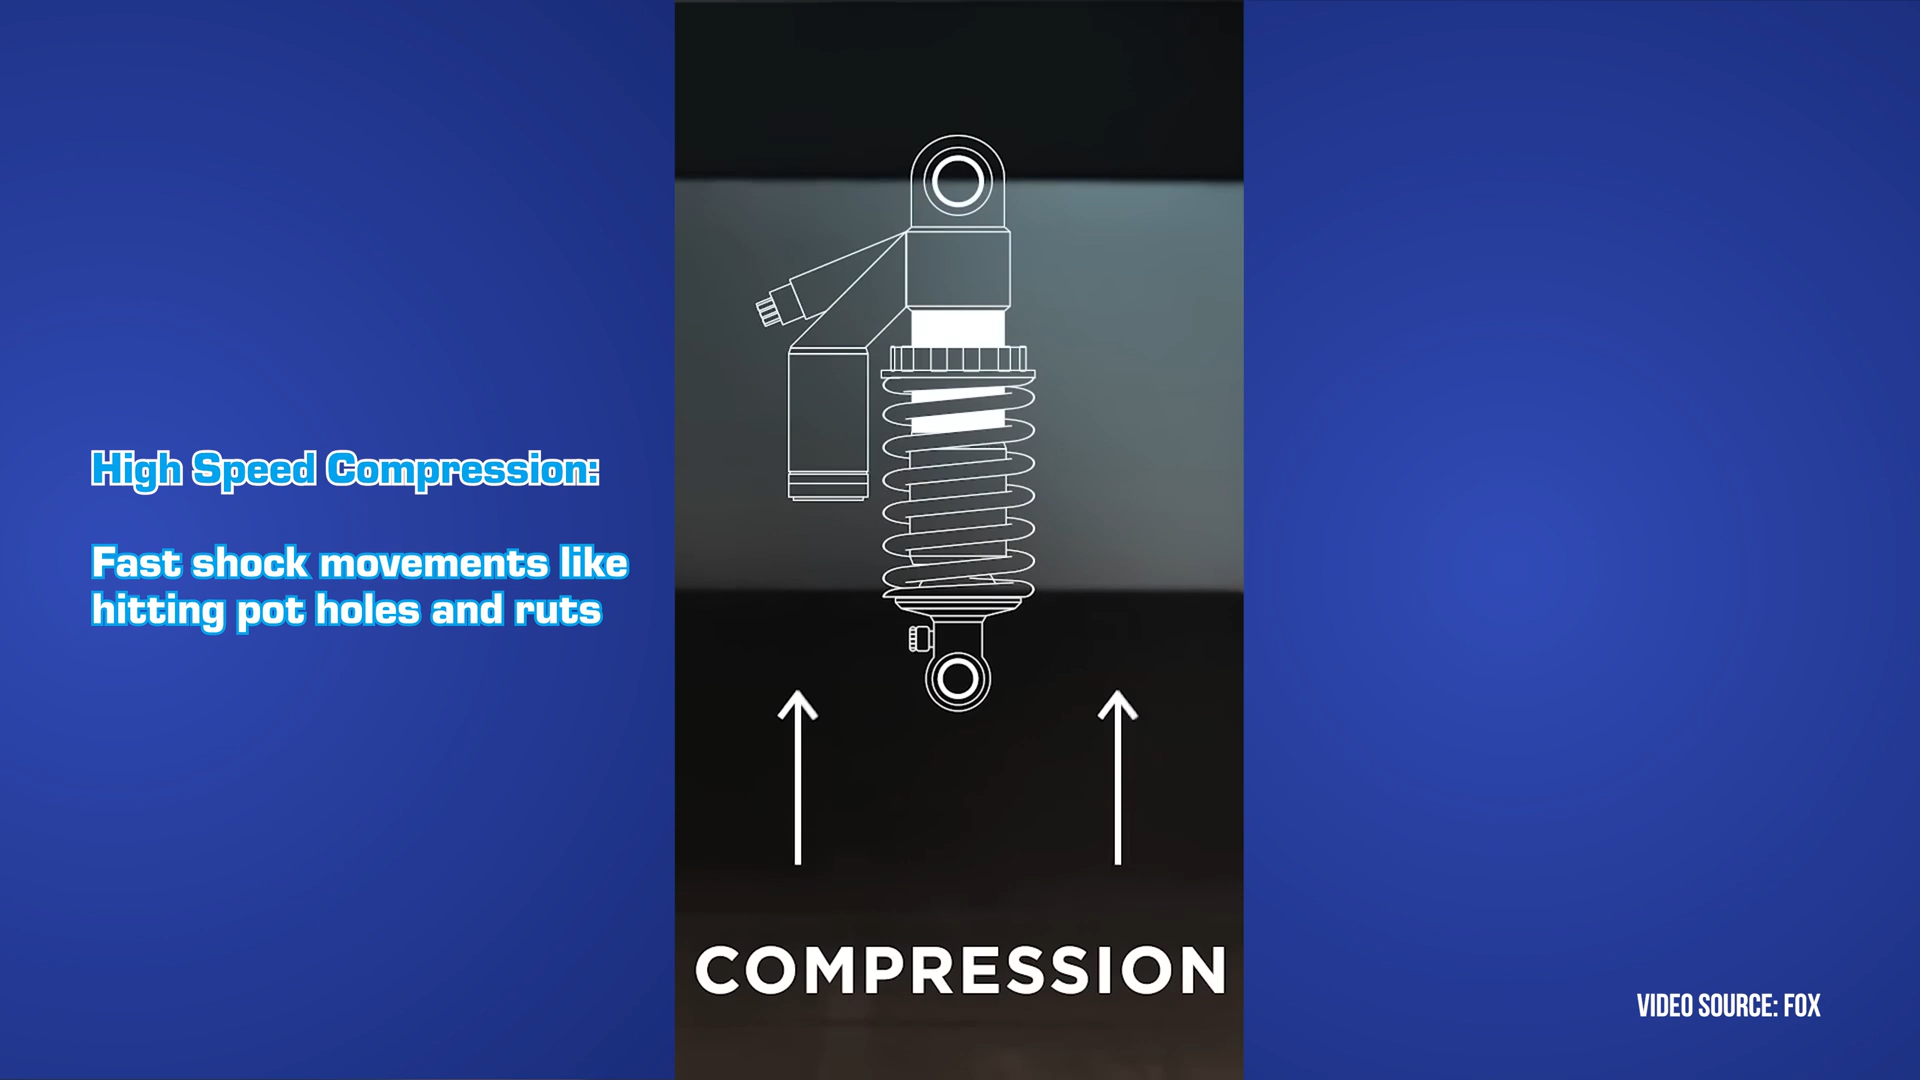 High Speed Compression:
Fast shock movements like
hitting pot holes and ruts
COMPRESSION
VIDEO SOURCE: FOX